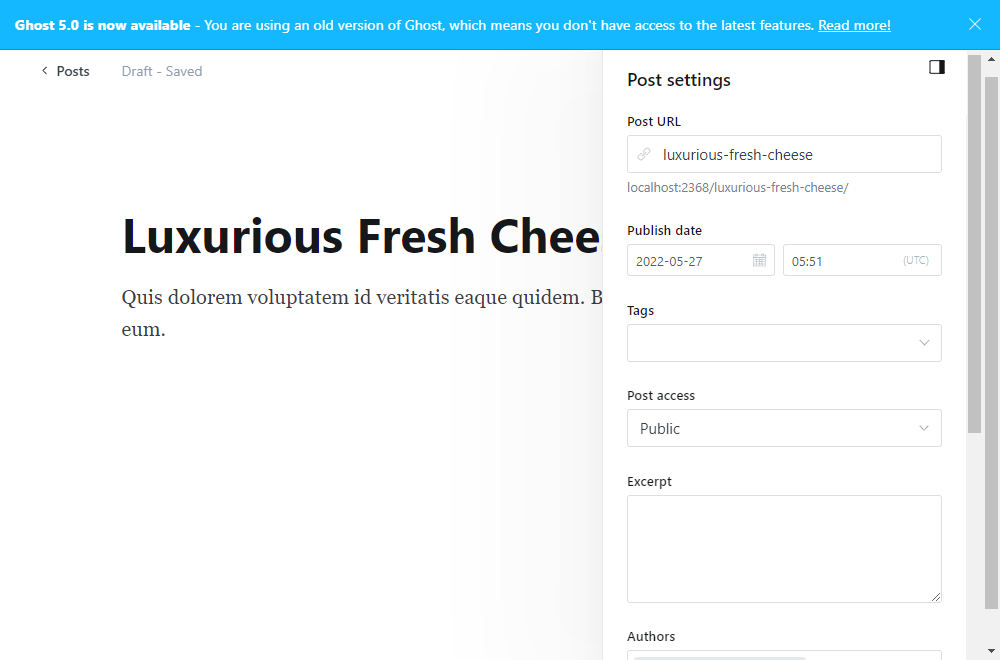 Ghost 5.0 is now available - You are using an old version of Ghost, which means you don't have access to the latest features. Read more!
Posts
Draft - Saved
Luxurious Fresh Chee
Quis dolorem voluptatem id veritatis eaque quidem. B
eum.
Post settings
Post URL
luxurious-fresh-cheese
localhost:2368/luxurious-fresh-cheese/
Publish date
2022-05-27
05:51
(UTC)
Tags
Post access
Public
Excerpt
Authors